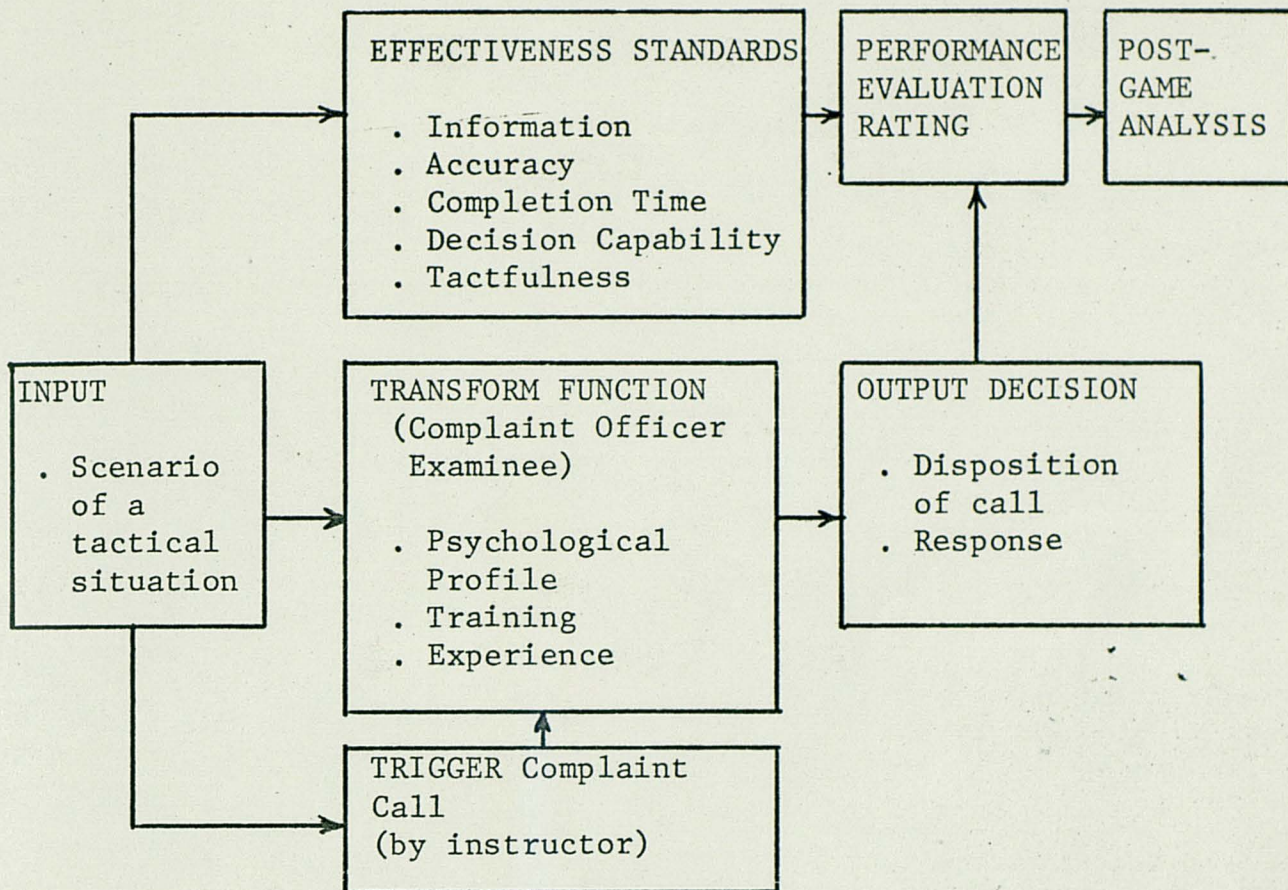 EFFECTIVENESS STANDARDS
. Information
. Accuracy
. Completion Time
. Decision Capability
. Tactfulness
PERFORMANCE
EVALUATION
RATING
POST-
GAME
ANALYSIS
INPUT
. Scenario
of a
tactical
situation
TRANSFORM FUNCTION
(Complaint Officer
Examinee)
. Psychological
Profile
. Training
. Experience
OUTPUT DECISION
. Disposition
of call
. Response
TRIGGER Complaint
Call
(by instructor)